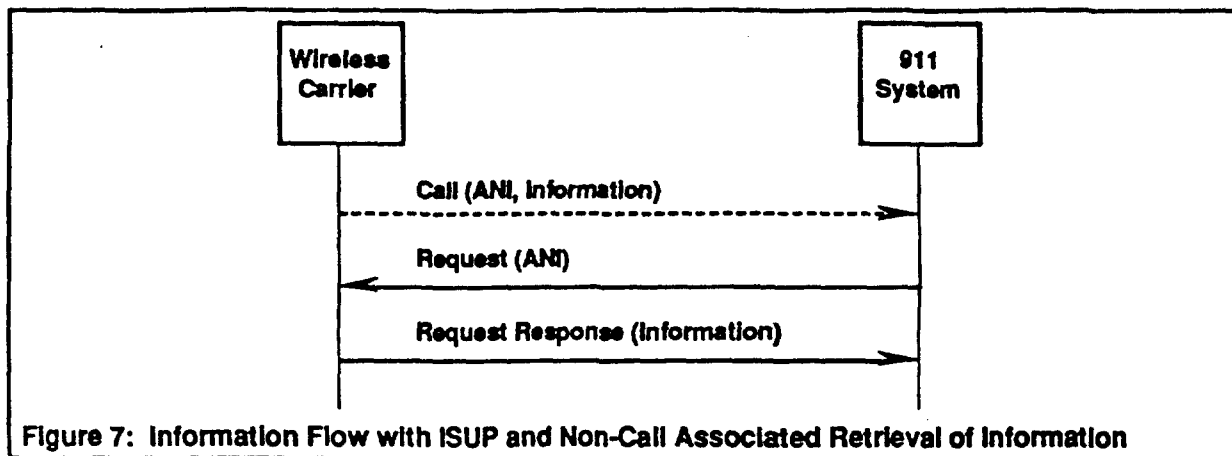 Wireless
Carrier
911
System
Call (ANI, Information)
Request (ANI)
Request Response (Information)
Figure 7: Information Flow with ISUP and Non-Call Associated Retrieval of Information